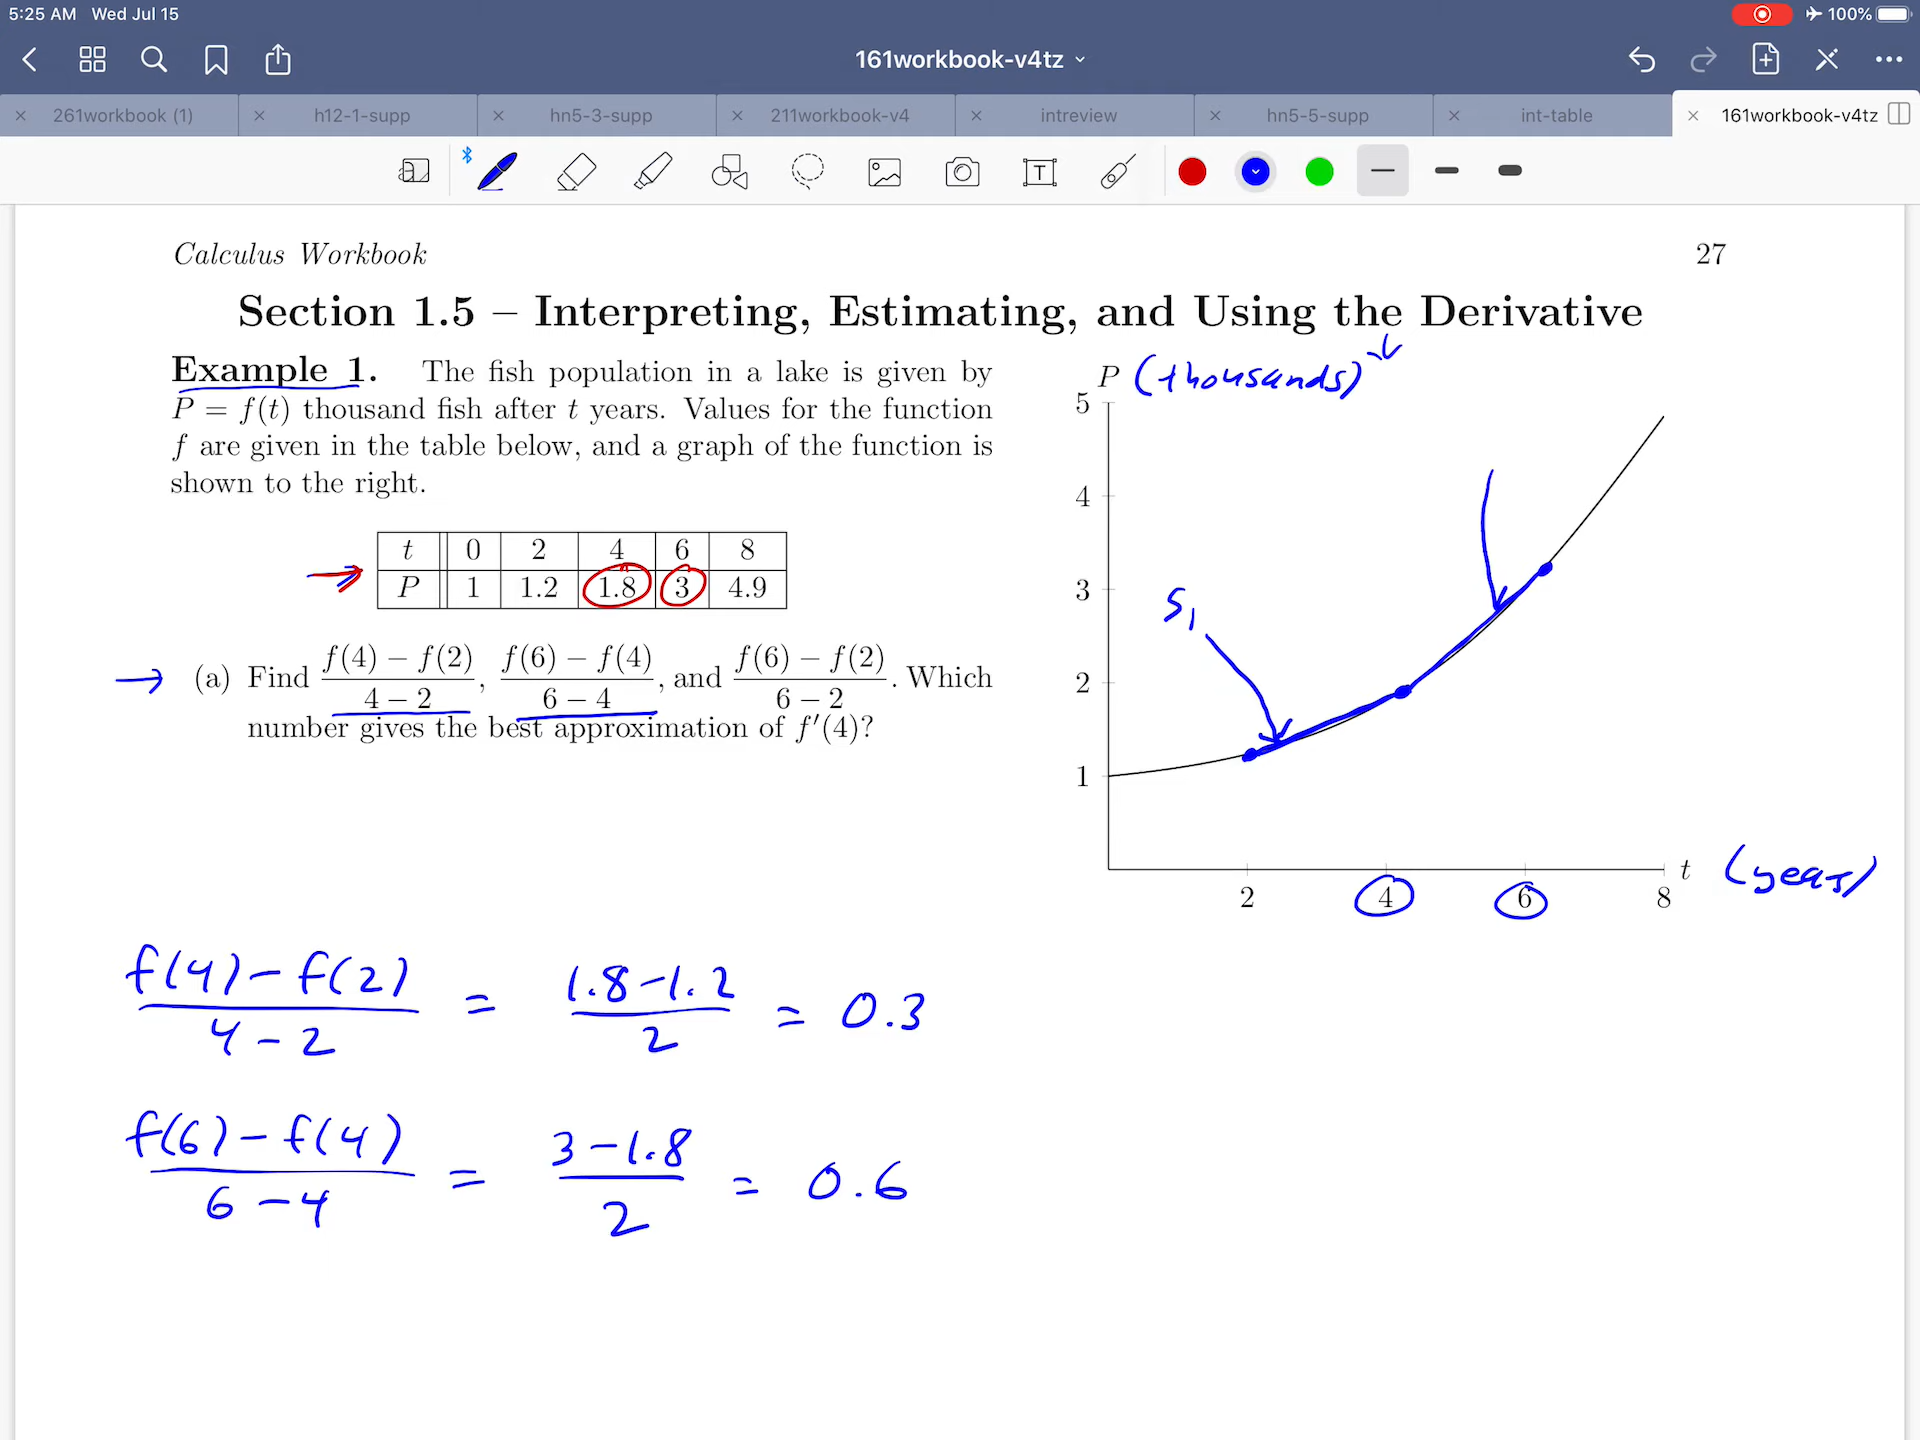 5:25 AM Wed Jul 15
100%
161workbook-v4tz
261workbook (1)
h12-1-supp
hn5-3-supp
211workbook-v4
intreview
hn5-5-supp
int-table
161workbook-v4tz
Calculus Workbook 27
Section 1.5 – Interpreting, Estimating, and Using the Derivative
Example 1. The fish population in a lake is given by
P = f(t) thousand fish after t years. Values for the function
f are given in the table below, and a graph of the function is
shown to the right.
t 0 2 4 6 8
P 1 1.2 1.8 3 4.9
(a) Find (f(4) − f(2))/(4 − 2), (f(6) − f(4))/(6 − 4), and (f(6) − f(2))/(6 − 2). Which
number gives the best approximation of f′(4)?
P (thousands)
5
4
3
2
1
S₁
2 4 6 8
t (years)
(f(4) − f(2))/(4 − 2) = (1.8 − 1.2)/2 = 0.3
(f(6) − f(4))/(6 − 4) = (3 − 1.8)/2 = 0.6